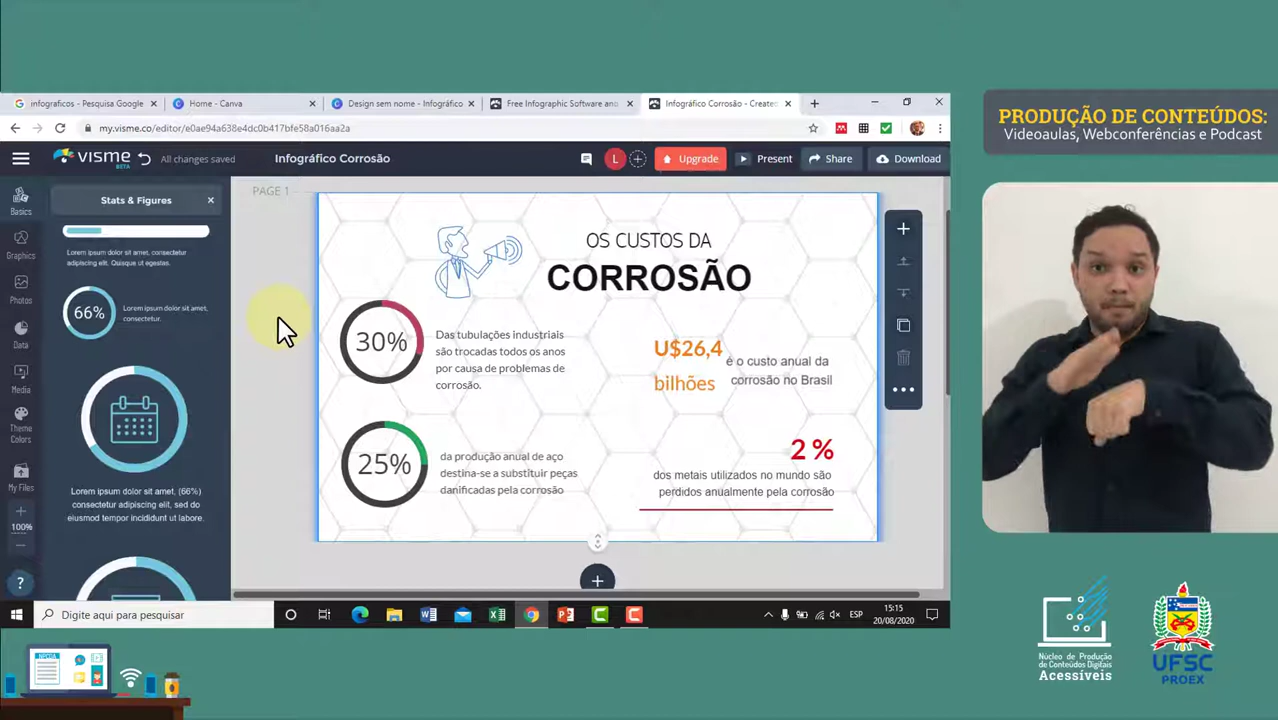 infograficos - Pesquisa Google
Home - Canva
Design sem nome - Infográfico
Free Infographic Software and
Infográfico Corrosão - Created
my.visme.co/editor/e0ae94a638e4dc0b417bfe58a016aa2a
VISME
BETA
All changes saved
Infográfico Corrosão
L
Upgrade
Present
Share
Download
Basics
Graphics
Photos
Data
Media
Theme
Colors
My Files
100%
?
Stats & Figures
Lorem ipsum dolor sit amet, consectetur
adipiscing elit. Quisque ut egestas.
66%
Lorem ipsum dolor sit amet,
consectetur.
Lorem ipsum dolor sit amet, (66%)
consectetur adipiscing elit, sed do
eiusmod tempor incididunt ut labore.
PAGE 1
OS CUSTOS DA
CORROSÃO
30%
Das tubulações industriais
são trocadas todos os anos
por causa de problemas de
corrosão.
U$26,4
bilhões
é o custo anual da
corrosão no Brasil
25%
da produção anual de aço
destina-se a substituir peças
danificadas pela corrosão
2 %
dos metais utilizados no mundo são
perdidos anualmente pela corrosão
Digite aqui para pesquisar
ESP
15:15
20/08/2020
PRODUÇÃO DE CONTEÚDOS:
Videoaulas, Webconferências e Podcast
Núcleo de Produção
de Conteúdos Digitais
Acessíveis
UFSC
PROEX
NPCDA